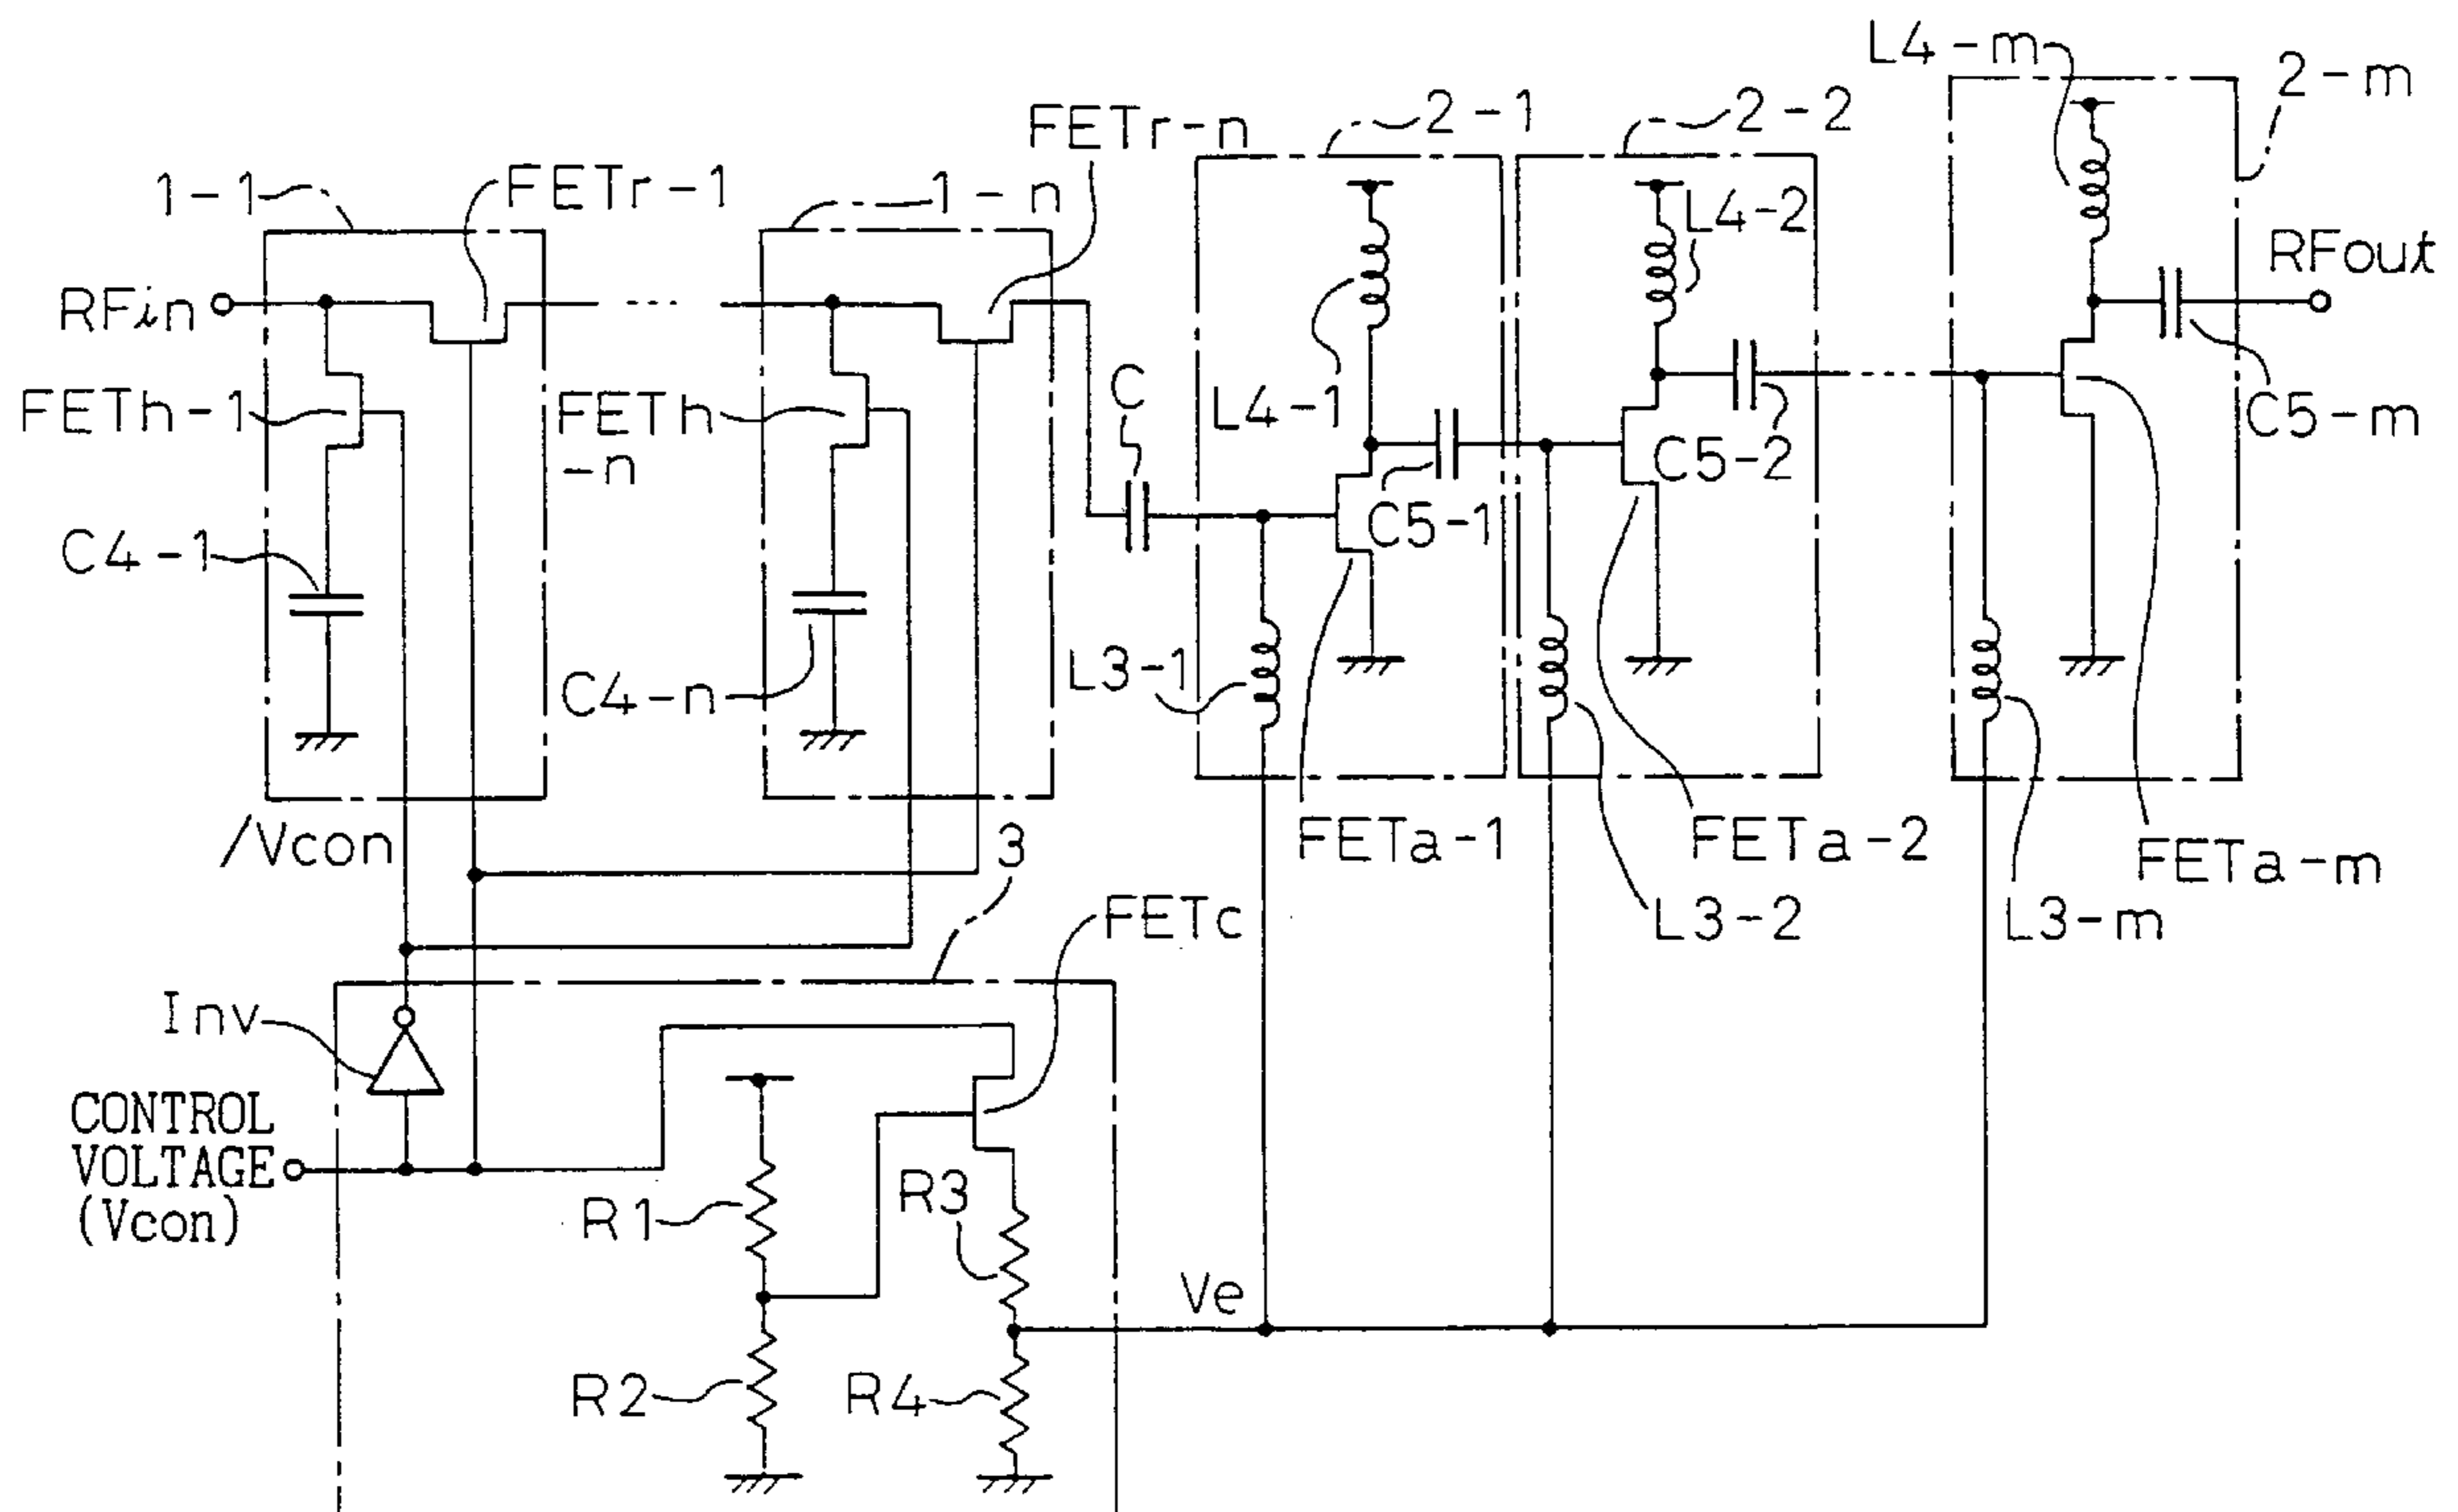 L4-m
2-m
FETr-n
2-1
2-2
1-1
FETr-1
1-n
L4-2
RFin
RFout
FETh-1
FETh
-n
C
L4-1
C5-1
C5-2
C5-m
C4-1
C4-n
L3-1
/Vcon
3
FETa-1
FETa-2
FETa-m
FETc
L3-2
L3-m
Inv
CONTROL
VOLTAGE
(Vcon)
R1
R3
Ve
R2
R4